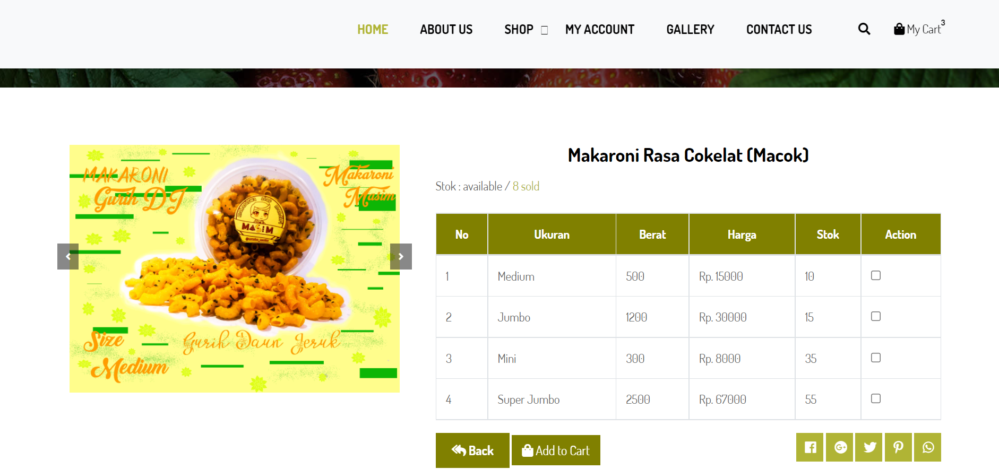 HOME ABOUT US SHOP MY ACCOUNT GALLERY CONTACT US My Cart 3
MAKARONI
Gurih DJ
Makaroni
Masim
MASIM
Size
Medium
Gurih Daun Jeruk
Makaroni Rasa Cokelat (Macok)
Stok : available / 8 sold
No Ukuran Berat Harga Stok Action
1 Medium 500 Rp. 15000 10
2 Jumbo 1200 Rp. 30000 15
3 Mini 300 Rp. 8000 35
4 Super Jumbo 2500 Rp. 67000 55
Back Add to Cart